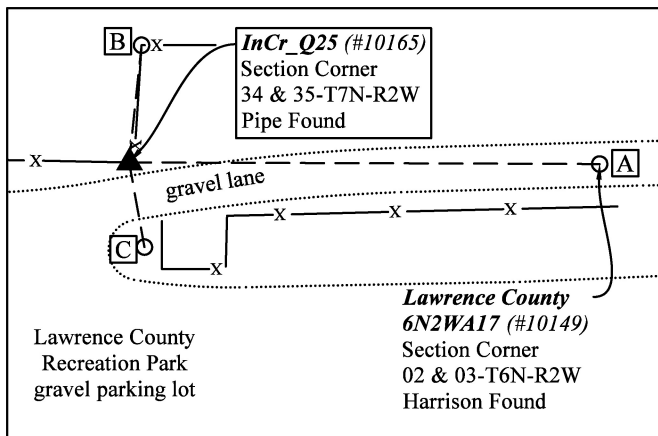 B
X
InCr_Q25 (#10165)
Section Corner
34 & 35-T7N-R2W
Pipe Found
X
X
A
gravel lane
X
X
X
C
X
Lawrence County
6N2WA17 (#10149)
Section Corner
02 & 03-T6N-R2W
Harrison Found
Lawrence County
Recreation Park
gravel parking lot